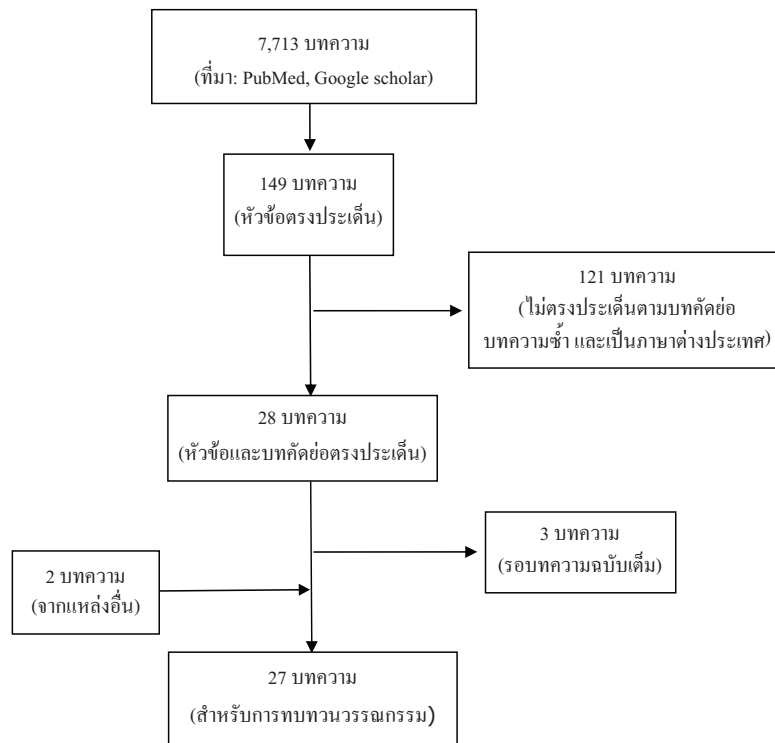 7,713 บทความ
(ที่มา: PubMed, Google scholar)
149 บทความ
(หัวข้อตรงประเด็น)
121 บทความ
(ไม่ตรงประเด็นตามบทคัดย่อ
บทความซ้ำ และเป็นภาษาต่างประเทศ)
28 บทความ
(หัวข้อและบทคัดย่อตรงประเด็น)
3 บทความ
(รอบทความฉบับเต็ม)
2 บทความ
(จากแหล่งอื่น)
27 บทความ
(สำหรับการทบทวนวรรณกรรม)